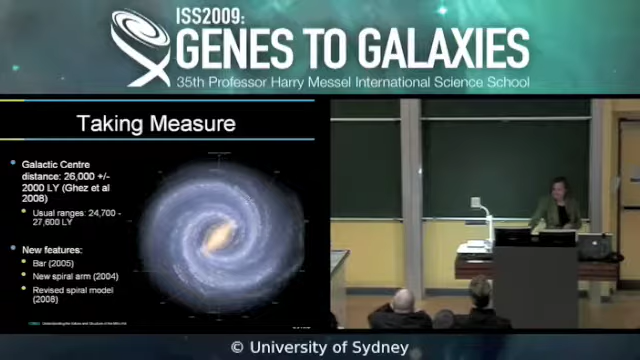 ISS2009:
GENES TO GALAXIES
35th Professor Harry Messel International Science School
Taking Measure
Galactic Centre
distance: 26,000 +/-
2000 LY (Ghez et al
2008)
Usual ranges: 24,700 -
27,600 LY
New features:
Bar (2005)
New spiral arm (2004)
Revised spiral model
(2008)
© University of Sydney